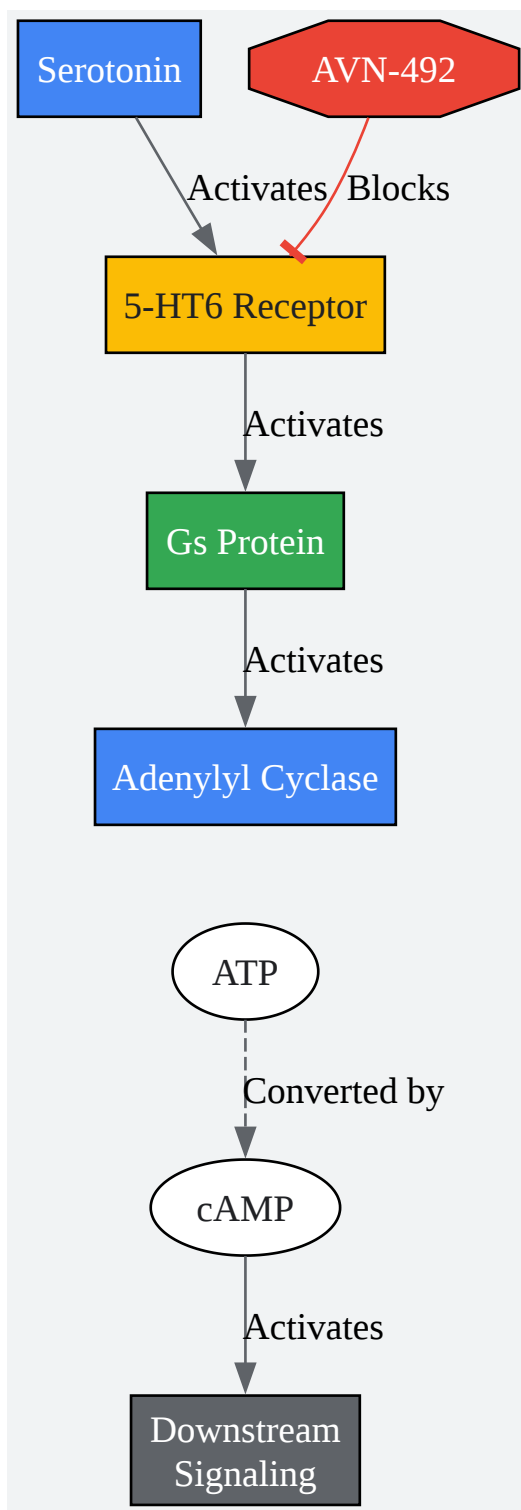 Serotonin
AVN-492
Activates
Blocks
5-HT6 Receptor
Activates
Gs Protein
Activates
Adenylyl Cyclase
ATP
Converted by
cAMP
Activates
Downstream
Signaling